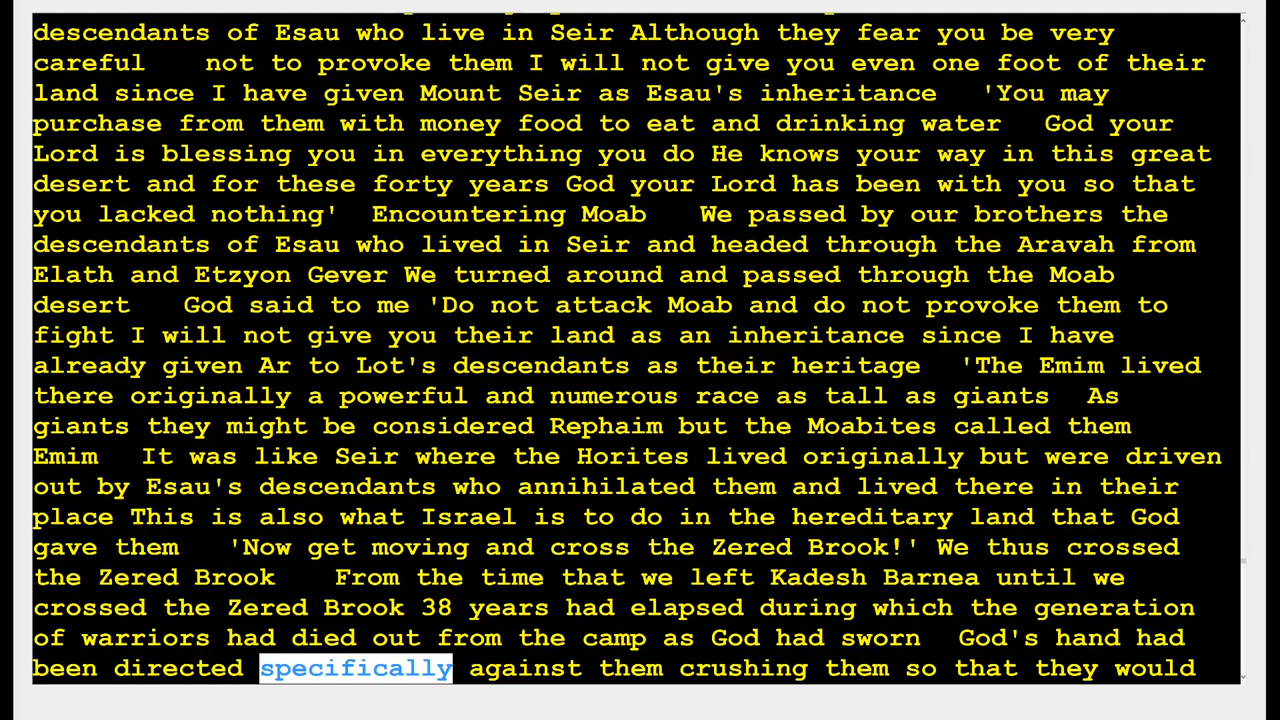 descendants of Esau who live in Seir Although they fear you be very
careful    not to provoke them I will not give you even one foot of their
land since I have given Mount Seir as Esau's inheritance   'You may
purchase from them with money food to eat and drinking water   God your
Lord is blessing you in everything you do He knows your way in this great
desert and for these forty years God your Lord has been with you so that
you lacked nothing'  Encountering Moab   We passed by our brothers the
descendants of Esau who lived in Seir and headed through the Aravah from
Elath and Etzyon Gever We turned around and passed through the Moab
desert   God said to me 'Do not attack Moab and do not provoke them to
fight I will not give you their land as an inheritance since I have
already given Ar to Lot's descendants as their heritage   'The Emim lived
there originally a powerful and numerous race as tall as giants   As
giants they might be considered Rephaim but the Moabites called them
Emim   It was like Seir where the Horites lived originally but were driven
out by Esau's descendants who annihilated them and lived there in their
place This is also what Israel is to do in the hereditary land that God
gave them   'Now get moving and cross the Zered Brook!' We thus crossed
the Zered Brook    From the time that we left Kadesh Barnea until we
crossed the Zered Brook 38 years had elapsed during which the generation
of warriors had died out from the camp as God had sworn   God's hand had
been directed specifically against them crushing them so that they would